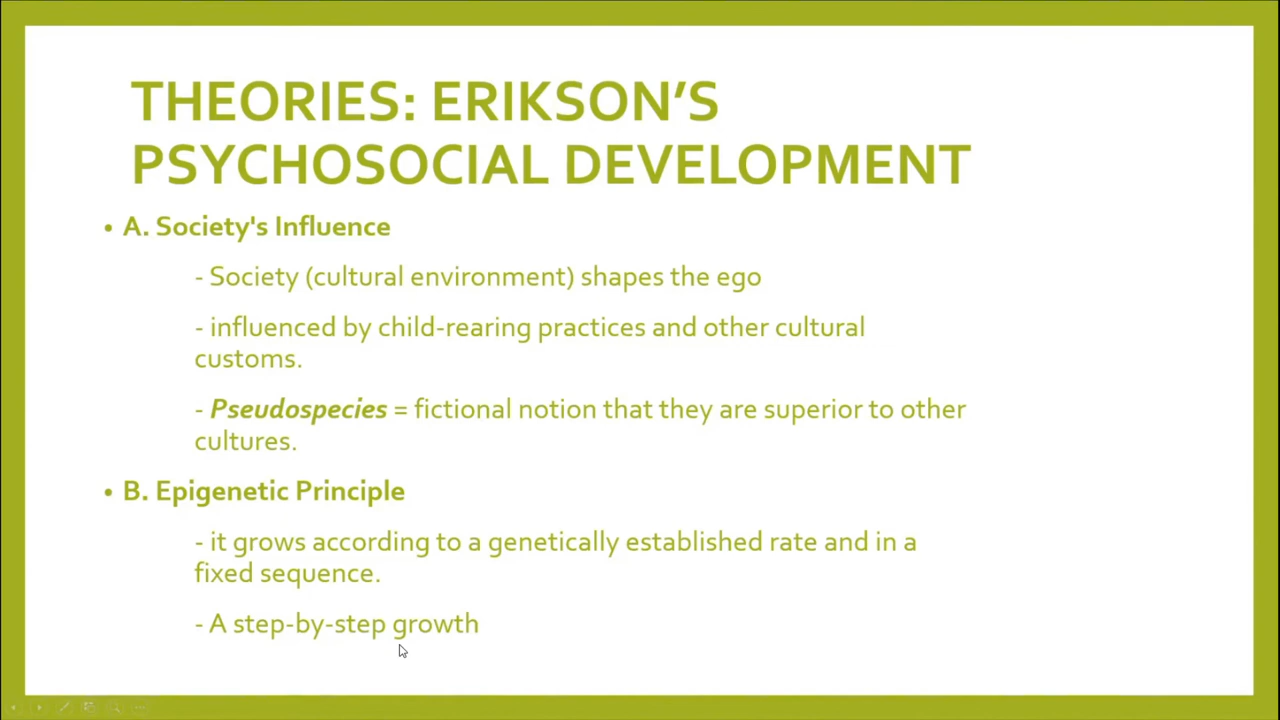 THEORIES: ERIKSON’S
PSYCHOSOCIAL DEVELOPMENT
• A. Society's Influence
- Society (cultural environment) shapes the ego
- influenced by child-rearing practices and other cultural
customs.
- Pseudospecies = fictional notion that they are superior to other
cultures.
• B. Epigenetic Principle
- it grows according to a genetically established rate and in a
fixed sequence.
- A step-by-step growth